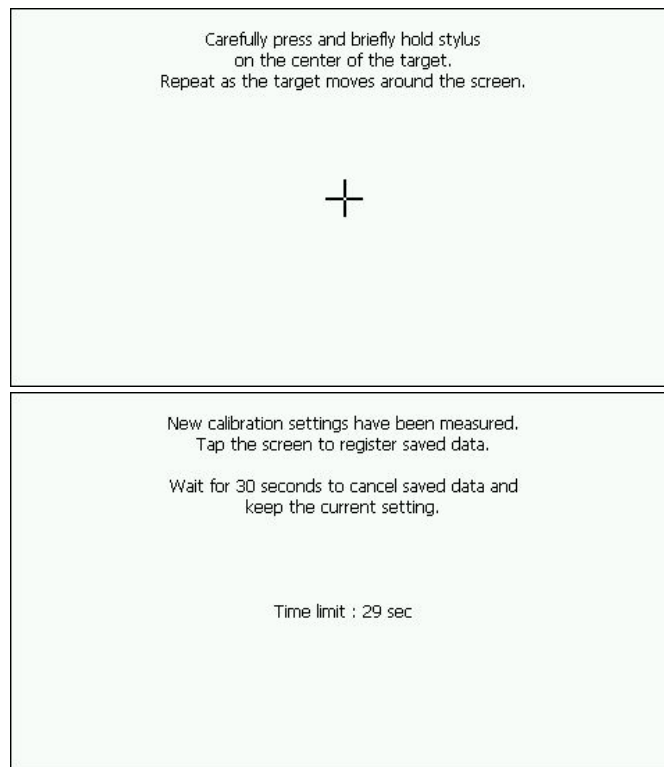 Carefully press and briefly hold stylus
on the center of the target.
Repeat as the target moves around the screen.
New calibration settings have been measured.
Tap the screen to register saved data.
Wait for 30 seconds to cancel saved data and
keep the current setting.
Time limit : 29 sec